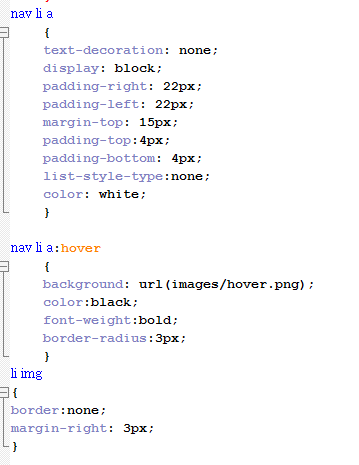 nav li a
{
text-decoration: none;
display: block;
padding-right: 22px;
padding-left: 22px;
margin-top: 15px;
padding-top:4px;
padding-bottom: 4px;
list-style-type:none;
color: white;
}
nav li a:hover
{
background: url(images/hover.png);
color:black;
font-weight:bold;
border-radius:3px;
}
li img
{
border:none;
margin-right: 3px;
}